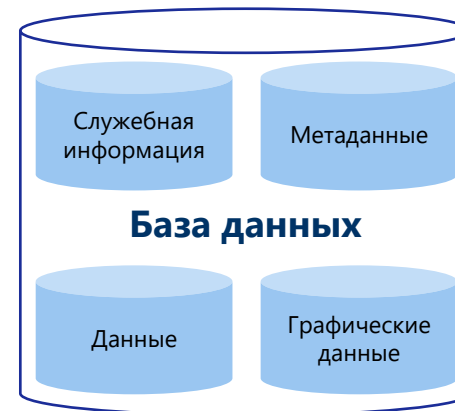 Служебная
информация
Метаданные
База данных
Данные
Графические
данные